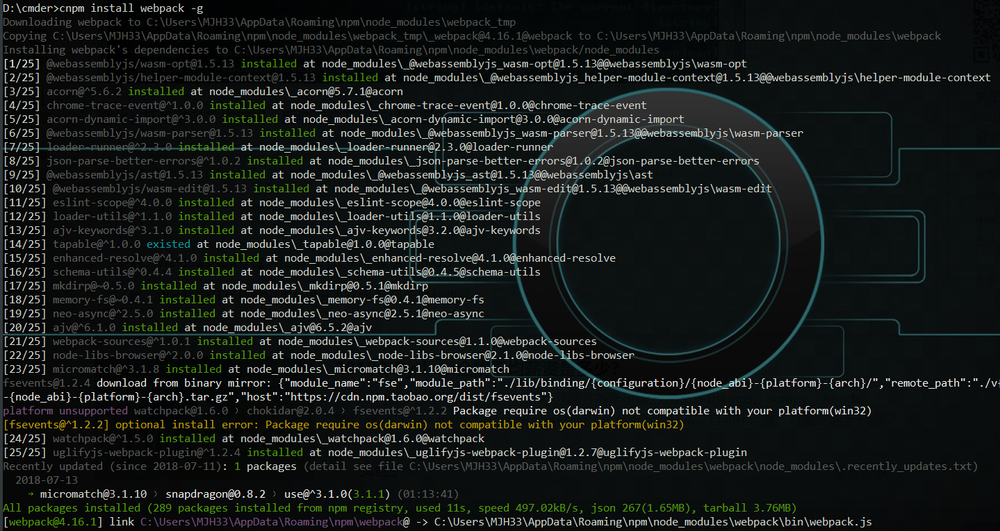 D:\cmder>cnpm install webpack -g
Downloading webpack to C:\Users\MJH33\AppData\Roaming\npm\node_modules\webpack_tmp
Copying C:\Users\MJH33\AppData\Roaming\npm\node_modules\webpack_tmp\_webpack@4.16.1@webpack to C:\Users\MJH33\AppData\Roaming\npm\node_modules\webpack
Installing webpack's dependencies to C:\Users\MJH33\AppData\Roaming\npm\node_modules\webpack/node_modules
[1/25] @webassemblyjs/wasm-opt@1.5.13 installed at node_modules\_@webassemblyjs_wasm-opt@1.5.13@@webassemblyjs\wasm-opt
[2/25] @webassemblyjs/helper-module-context@1.5.13 installed at node_modules\_@webassemblyjs_helper-module-context@1.5.13@@webassemblyjs\helper-module-context
[3/25] acorn@^5.6.2 installed at node_modules\_acorn@5.7.1@acorn
[4/25] chrome-trace-event@^1.0.0 installed at node_modules\_chrome-trace-event@1.0.0@chrome-trace-event
[5/25] acorn-dynamic-import@^3.0.0 installed at node_modules\_acorn-dynamic-import@3.0.0@acorn-dynamic-import
[6/25] @webassemblyjs/wasm-parser@1.5.13 installed at node_modules\_@webassemblyjs_wasm-parser@1.5.13@@webassemblyjs\wasm-parser
[7/25] loader-runner@^2.3.0 installed at node_modules\_loader-runner@2.3.0@loader-runner
[8/25] json-parse-better-errors@^1.0.2 installed at node_modules\_json-parse-better-errors@1.0.2@json-parse-better-errors
[9/25] @webassemblyjs/ast@1.5.13 installed at node_modules\_@webassemblyjs_ast@1.5.13@@webassemblyjs\ast
[10/25] @webassemblyjs/wasm-edit@1.5.13 installed at node_modules\_@webassemblyjs_wasm-edit@1.5.13@@webassemblyjs\wasm-edit
[11/25] eslint-scope@^4.0.0 installed at node_modules\_eslint-scope@4.0.0@eslint-scope
[12/25] loader-utils@^1.1.0 installed at node_modules\_loader-utils@1.1.0@loader-utils
[13/25] ajv-keywords@^3.1.0 installed at node_modules\_ajv-keywords@3.2.0@ajv-keywords
[14/25] tapable@^1.0.0 existed at node_modules\_tapable@1.0.0@tapable
[15/25] enhanced-resolve@^4.1.0 installed at node_modules\_enhanced-resolve@4.1.0@enhanced-resolve
[16/25] schema-utils@^0.4.4 installed at node_modules\_schema-utils@0.4.5@schema-utils
[17/25] mkdirp@~0.5.0 installed at node_modules\_mkdirp@0.5.1@mkdirp
[18/25] memory-fs@~0.4.1 installed at node_modules\_memory-fs@0.4.1@memory-fs
[19/25] neo-async@^2.5.0 installed at node_modules\_neo-async@2.5.1@neo-async
[20/25] ajv@^6.1.0 installed at node_modules\_ajv@6.5.2@ajv
[21/25] webpack-sources@^1.0.1 installed at node_modules\_webpack-sources@1.1.0@webpack-sources
[22/25] node-libs-browser@^2.0.0 installed at node_modules\_node-libs-browser@2.1.0@node-libs-browser
[23/25] micromatch@^3.1.8 installed at node_modules\_micromatch@3.1.10@micromatch
fsevents@1.2.4 download from binary mirror: {"module_name":"fse","module_path":"./lib/binding/{configuration}/{node_abi}-{platform}-{arch}/","remote_path":"./v{
-{node_abi}-{platform}-{arch}.tar.gz","host":"https://cdn.npm.taobao.org/dist/fsevents"}
platform unsupported watchpack@1.6.0 › chokidar@2.0.4 › fsevents@^1.2.2 Package require os(darwin) not compatible with your platform(win32)
[fsevents@^1.2.2] optional install error: Package require os(darwin) not compatible with your platform(win32)
[24/25] watchpack@^1.5.0 installed at node_modules\_watchpack@1.6.0@watchpack
[25/25] uglifyjs-webpack-plugin@^1.2.4 installed at node_modules\_uglifyjs-webpack-plugin@1.2.7@uglifyjs-webpack-plugin
Recently updated (since 2018-07-11): 1 packages (detail see file C:\Users\MJH33\AppData\Roaming\npm\node_modules\webpack\node_modules\.recently_updates.txt)
2018-07-13
→ micromatch@3.1.10 › snapdragon@0.8.2 › use@^3.1.0(3.1.1) (01:13:41)
All packages installed (289 packages installed from npm registry, used 11s, speed 497.02kB/s, json 267(1.65MB), tarball 3.76MB)
[webpack@4.16.1] link C:\Users\MJH33\AppData\Roaming\npm\webpack@ -> C:\Users\MJH33\AppData\Roaming\npm\node_modules\webpack\bin\webpack.js